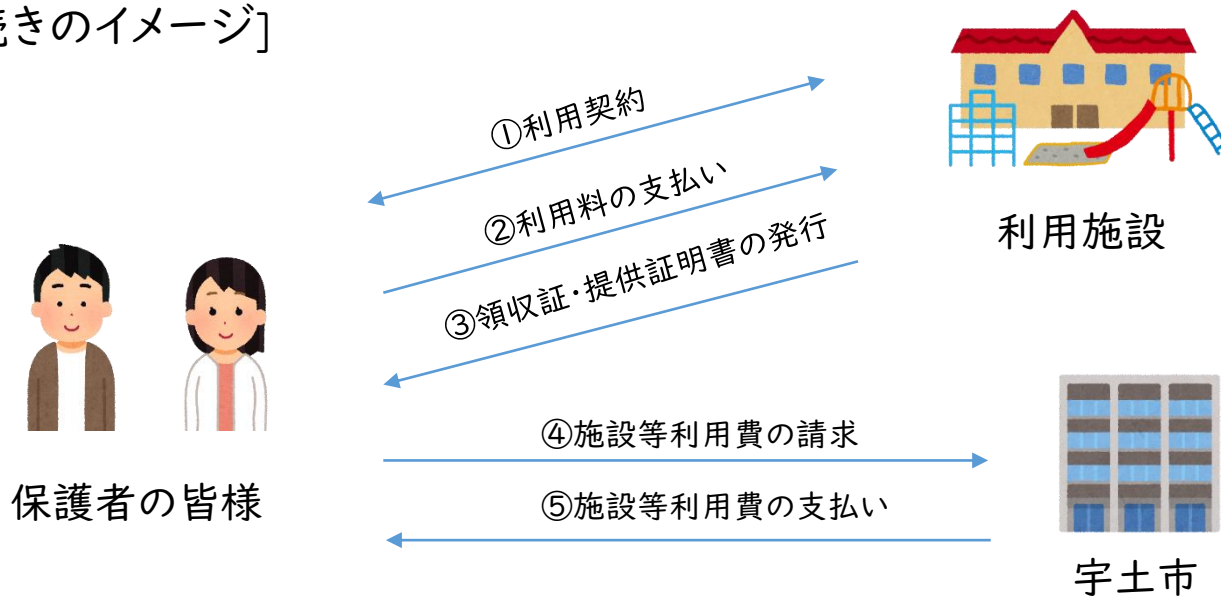 続きのイメージ]
①利用契約
②利用料の支払い
③領収証・提供証明書の発行
利用施設
④施設等利用費の請求
⑤施設等利用費の支払い
保護者の皆様
宇土市